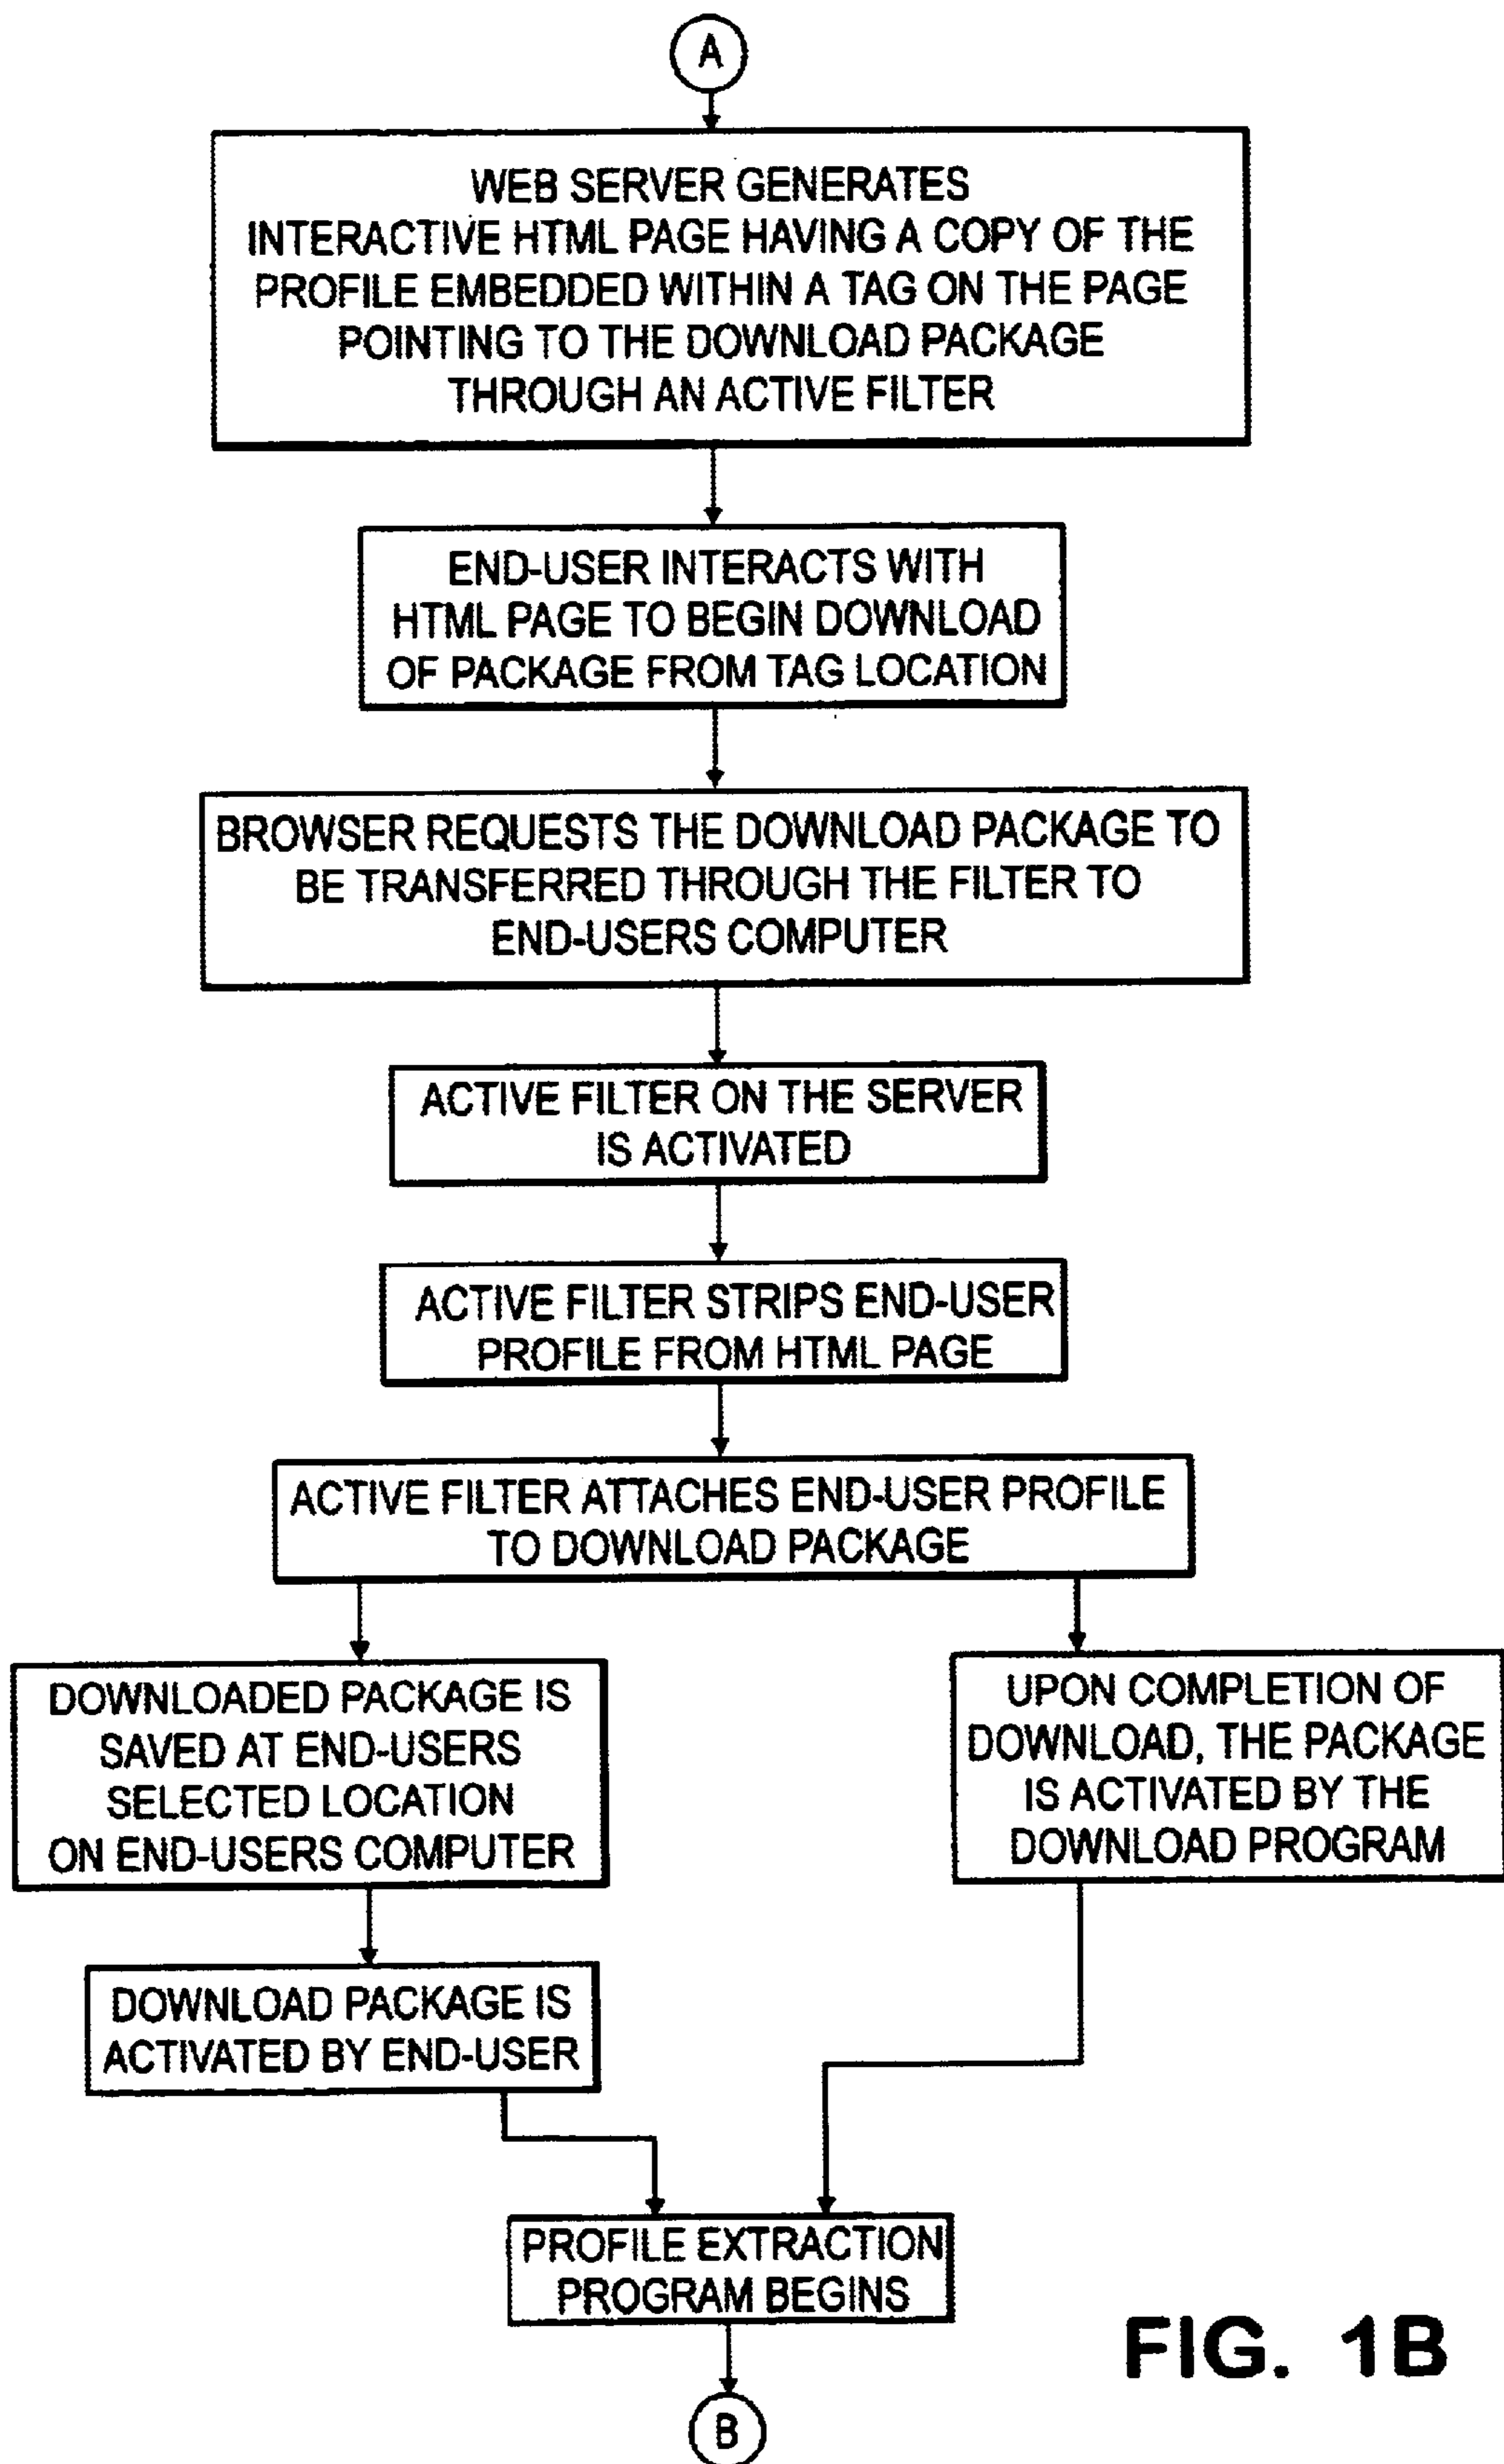 A
WEB SERVER GENERATES
INTERACTIVE HTML PAGE HAVING A COPY OF THE
PROFILE EMBEDDED WITHIN A TAG ON THE PAGE
POINTING TO THE DOWNLOAD PACKAGE
THROUGH AN ACTIVE FILTER
END-USER INTERACTS WITH
HTML PAGE TO BEGIN DOWNLOAD
OF PACKAGE FROM TAG LOCATION
BROWSER REQUESTS THE DOWNLOAD PACKAGE TO
BE TRANSFERRED THROUGH THE FILTER TO
END-USERS COMPUTER
ACTIVE FILTER ON THE SERVER
IS ACTIVATED
ACTIVE FILTER STRIPS END-USER
PROFILE FROM HTML PAGE
ACTIVE FILTER ATTACHES END-USER PROFILE
TO DOWNLOAD PACKAGE
DOWNLOADED PACKAGE IS
SAVED AT END-USERS
SELECTED LOCATION
ON END-USERS COMPUTER
UPON COMPLETION OF
DOWNLOAD, THE PACKAGE
IS ACTIVATED BY THE
DOWNLOAD PROGRAM
DOWNLOAD PACKAGE IS
ACTIVATED BY END-USER
PROFILE EXTRACTION
PROGRAM BEGINS
B
FIG. 1B